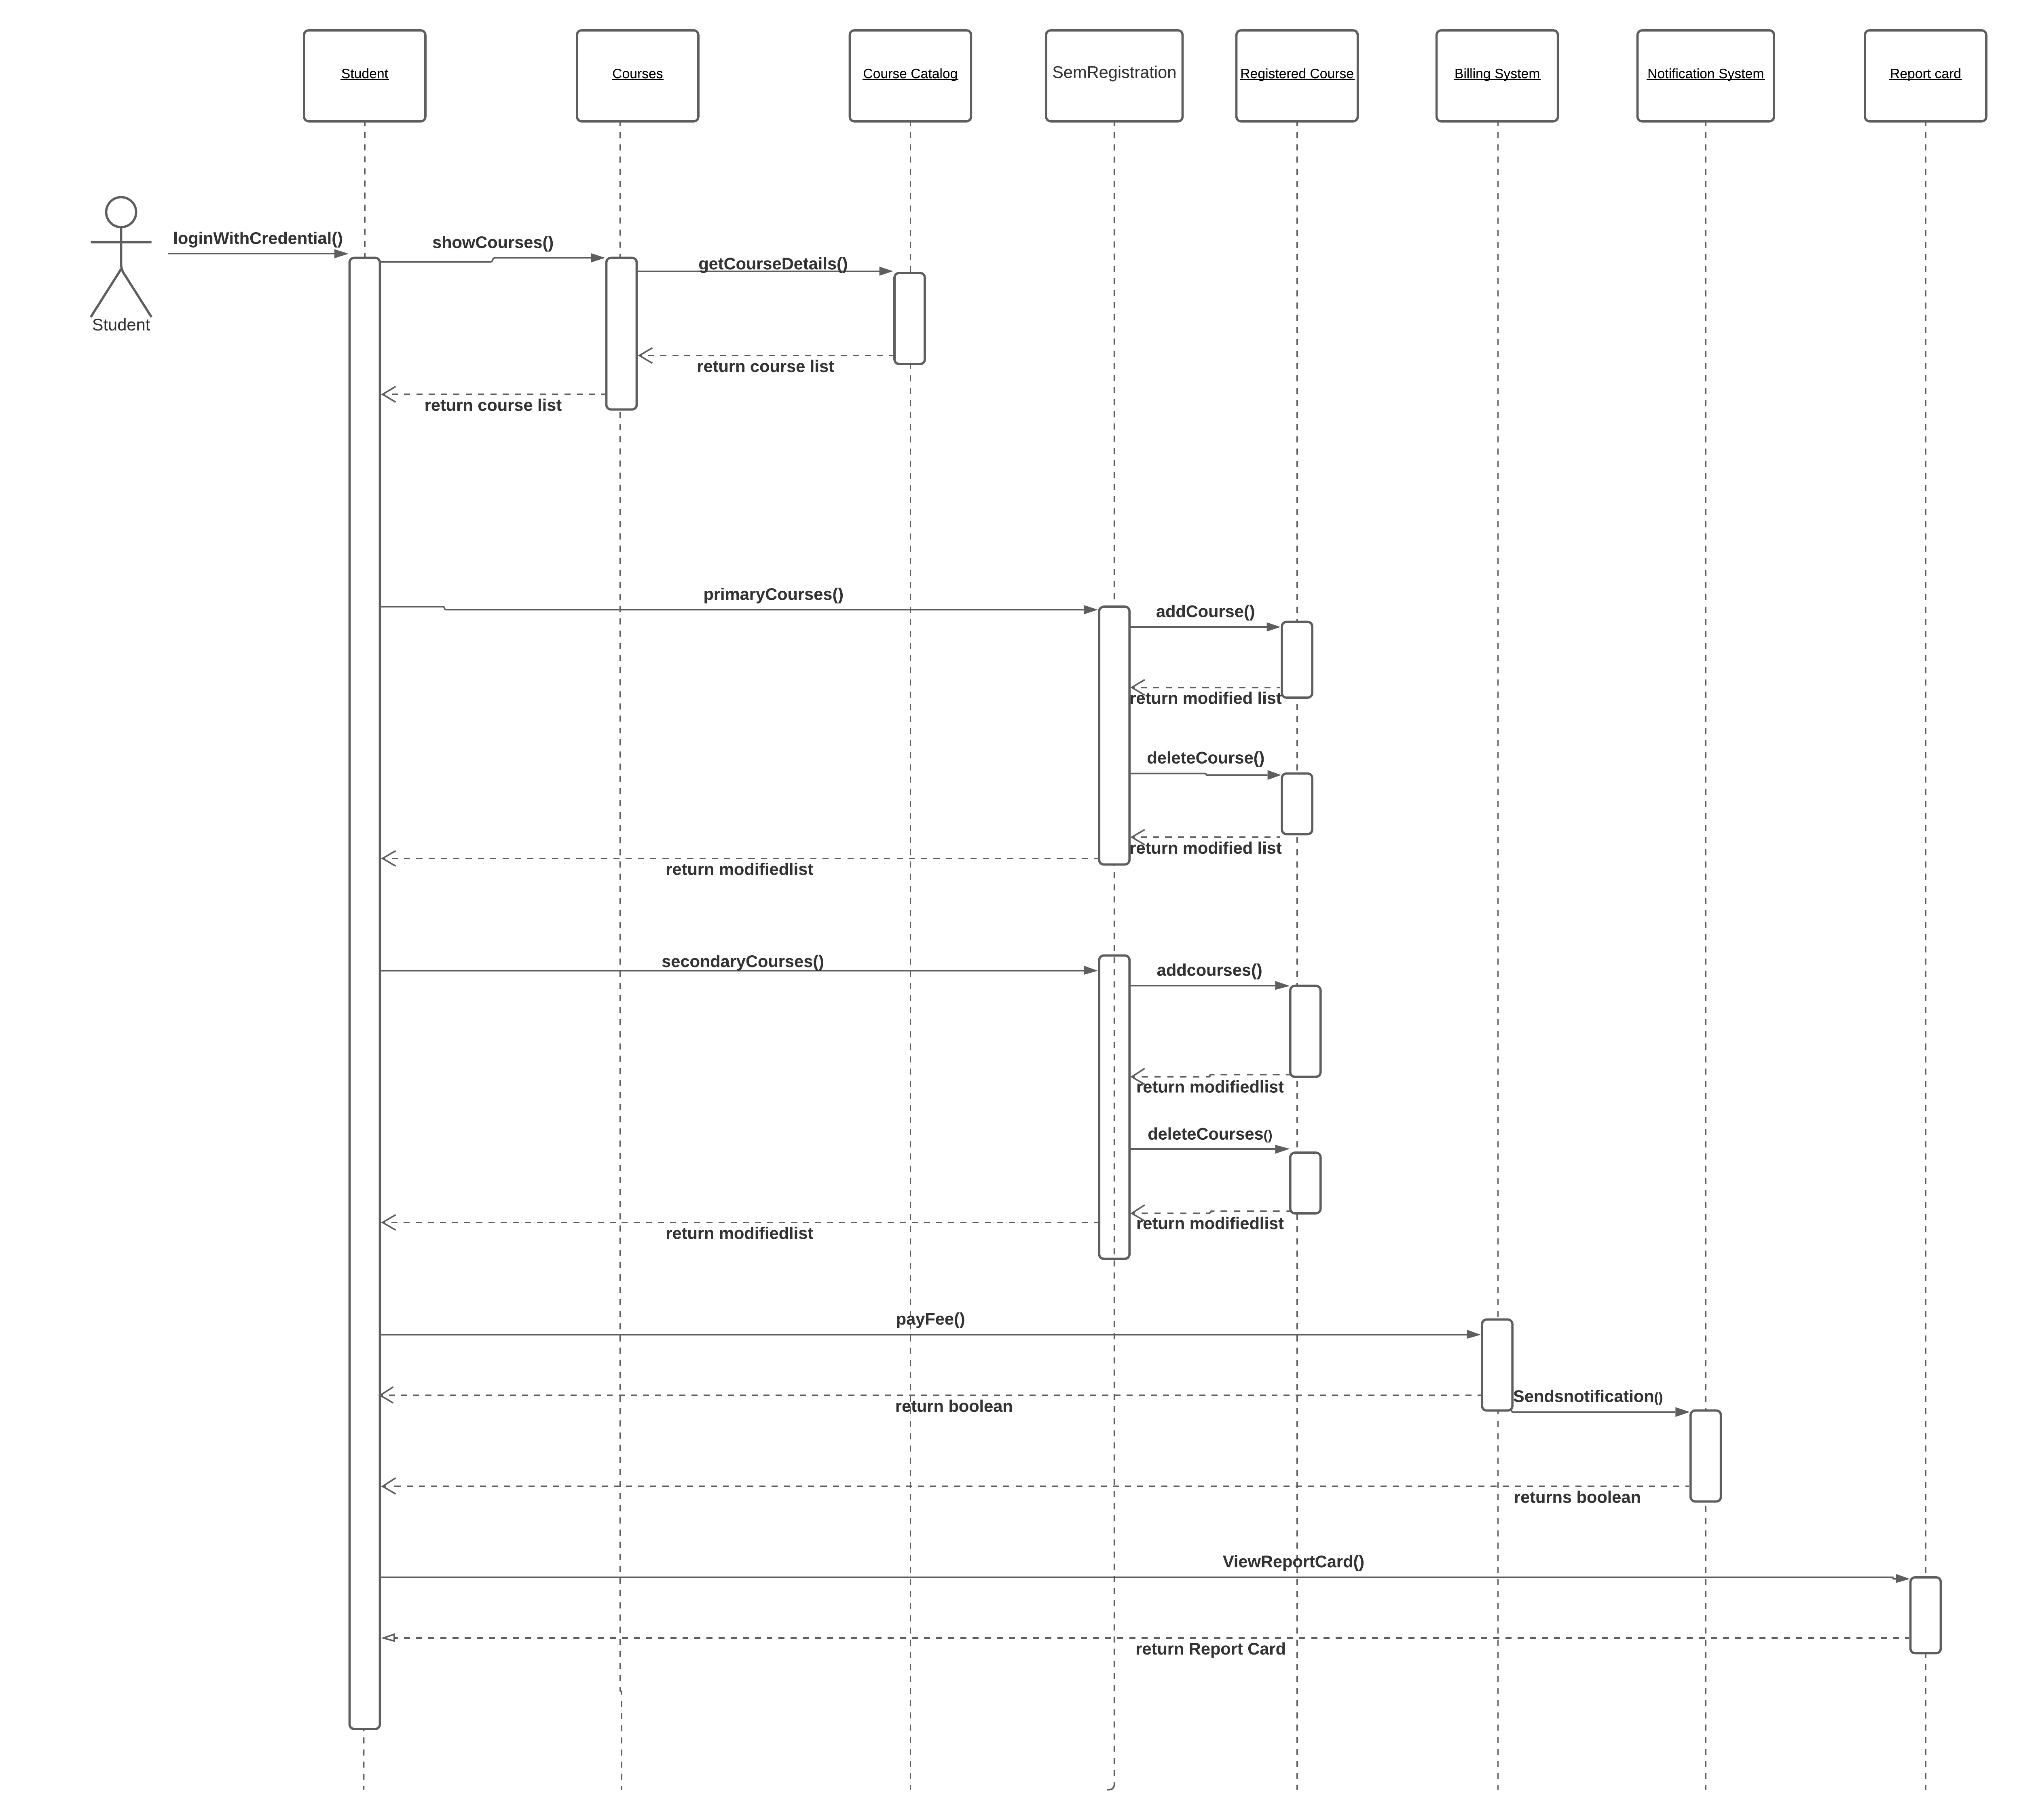 Student
Courses
Course Catalog
SemRegistration
Registered Course
Billing System
Notification System
Report card
loginWithCredential()
showCourses()
getCourseDetails()
Student
return course list
return course list
primaryCourses()
addCourse()
return modified list
deleteCourse()
return modified list
return modifiedlist
secondaryCourses()
addcourses()
return modifiedlist
deleteCourses()
return modifiedlist
return modifiedlist
payFee()
Sendsnotification()
return boolean
returns boolean
ViewReportCard()
return Report Card